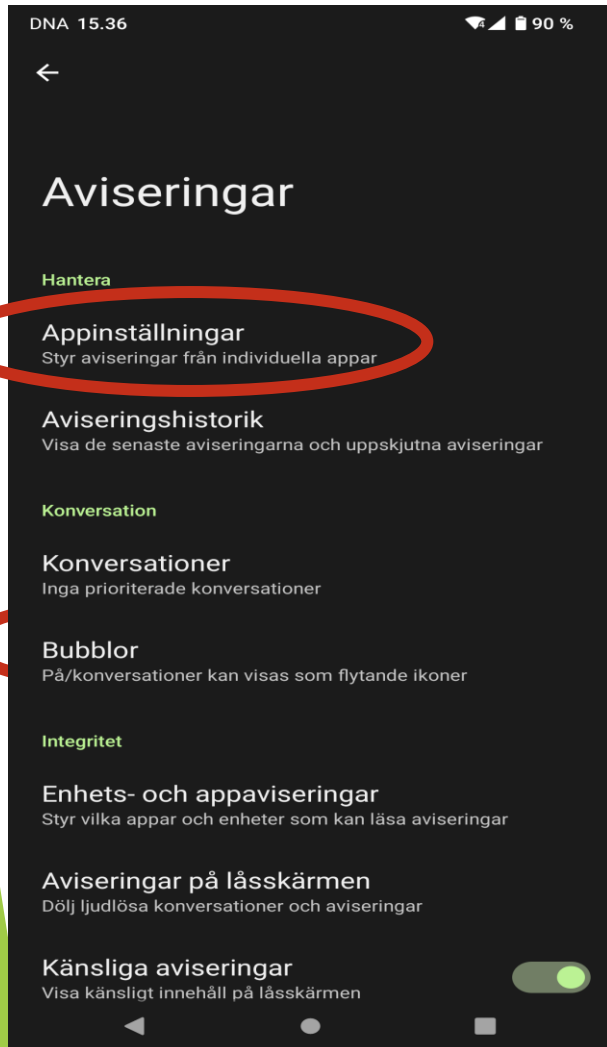 DNA 15.36 4 90 %
Aviseringar
Hantera
Appinställningar
Styr aviseringar från individuella appar
Aviseringshistorik
Visa de senaste aviseringarna och uppskjutna aviseringar
Konversation
Konversationer
Inga prioriterade konversationer
Bubblor
På/konversationer kan visas som flytande ikoner
Integritet
Enhets- och appaviseringar
Styr vilka appar och enheter som kan läsa aviseringar
Aviseringar på låsskärmen
Dölj ljudlösa konversationer och aviseringar
Känsliga aviseringar
Visa känsligt innehåll på låsskärmen